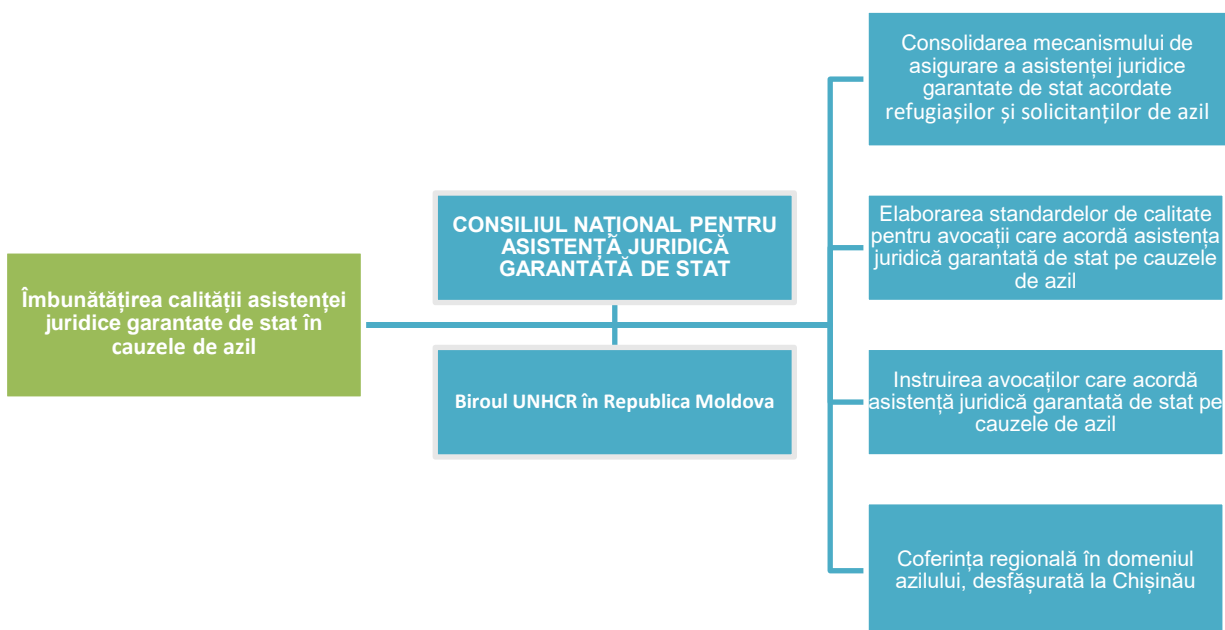 Îmbunătățirea calității asistenței
juridice garantate de stat în
cauzele de azil
CONSILIUL NAȚIONAL PENTRU
ASISTENȚĂ JURIDICĂ
GARANTATĂ DE STAT
Biroul UNHCR în Republica Moldova
Consolidarea mecanismului de
asigurare a asistenței juridice
garantate de stat acordate
refugiașilor și solicitanților de azil
Elaborarea standardelor de calitate
pentru avocații care acordă asistența
juridică garantată de stat pe cauzele
de azil
Instruirea avocaților care acordă
asistență juridică garantată de stat pe
cauzele de azil
Coferința regională în domeniul
azilului, desfășurată la Chișinău